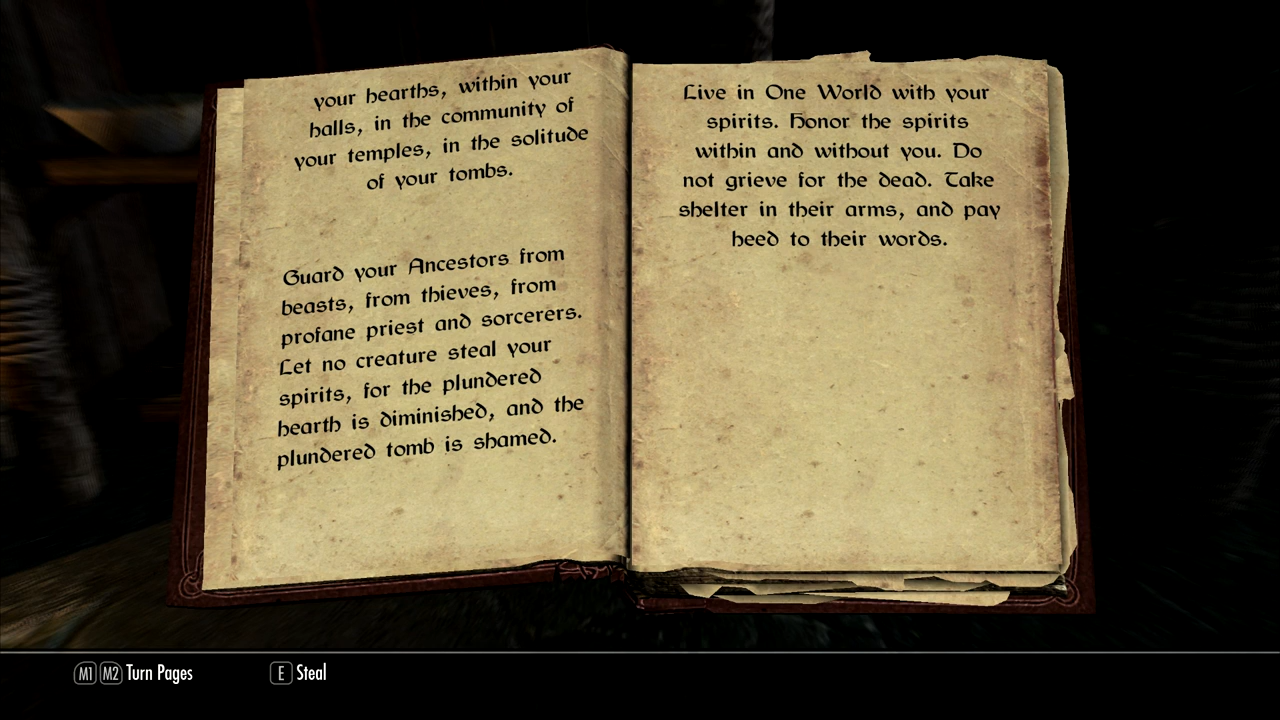 your hearths, within your
halls, in the community of
your temples, in the solitude
of your tombs.
Guard your Ancestors from
beasts, from thieves, from
profane priest and sorcerers.
Let no creature steal your
spirits, for the plundered
hearth is diminished, and the
plundered tomb is shamed.
Live in One World with your
spirits. Honor the spirits
within and without you. Do
not grieve for the dead. Take
shelter in their arms, and pay
heed to their words.
M1 M2 Turn Pages E Steal